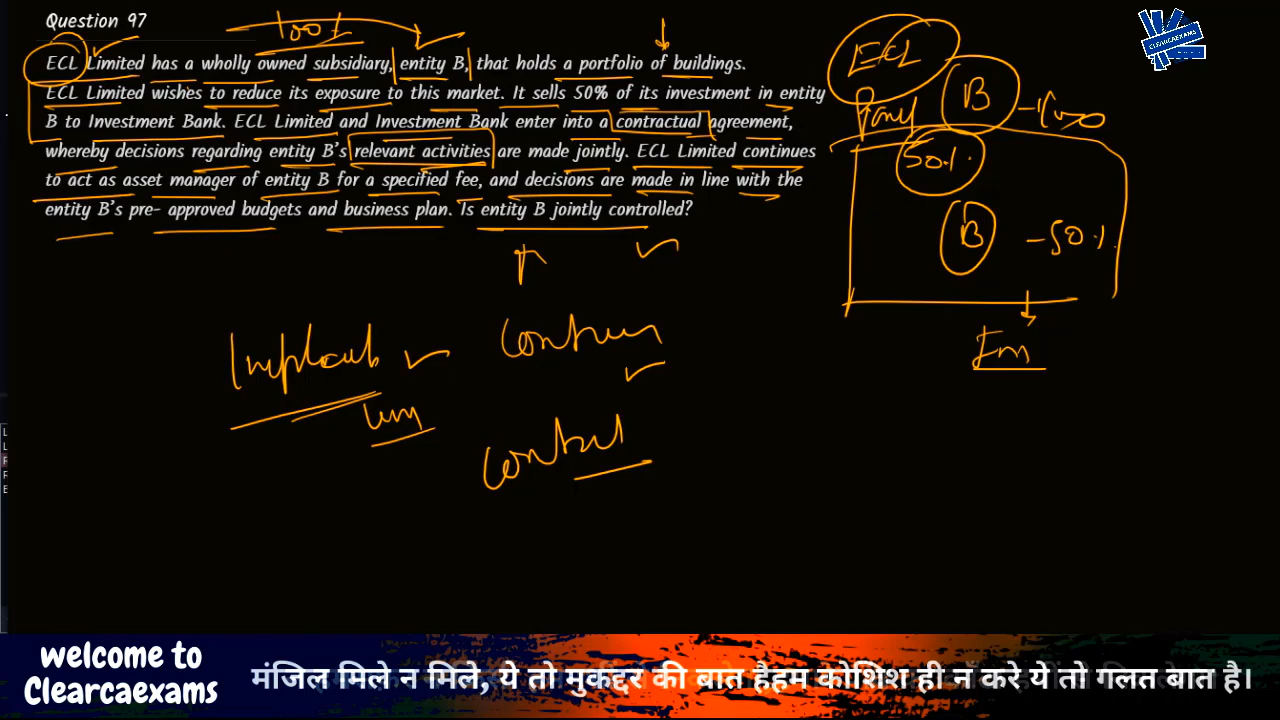 Question 97
100%
ECL Limited has a wholly owned subsidiary, entity B, that holds a portfolio of buildings.
ECL Limited wishes to reduce its exposure to this market. It sells 50% of its investment in entity
B to Investment Bank. ECL Limited and Investment Bank enter into a contractual agreement,
whereby decisions regarding entity B's relevant activities are made jointly. ECL Limited continues
to act as asset manager of entity B for a specified fee, and decisions are made in line with the
entity B's pre- approved budgets and business plan. Is entity B jointly controlled?
ECL
B
50%
B - 50%
CLEARCAEXAMS
welcome to
Clearcaexams
मंजिल मिले न मिले, ये तो मुकद्दर की बात हैहम कोशिश ही न करे ये तो गलत बात है।